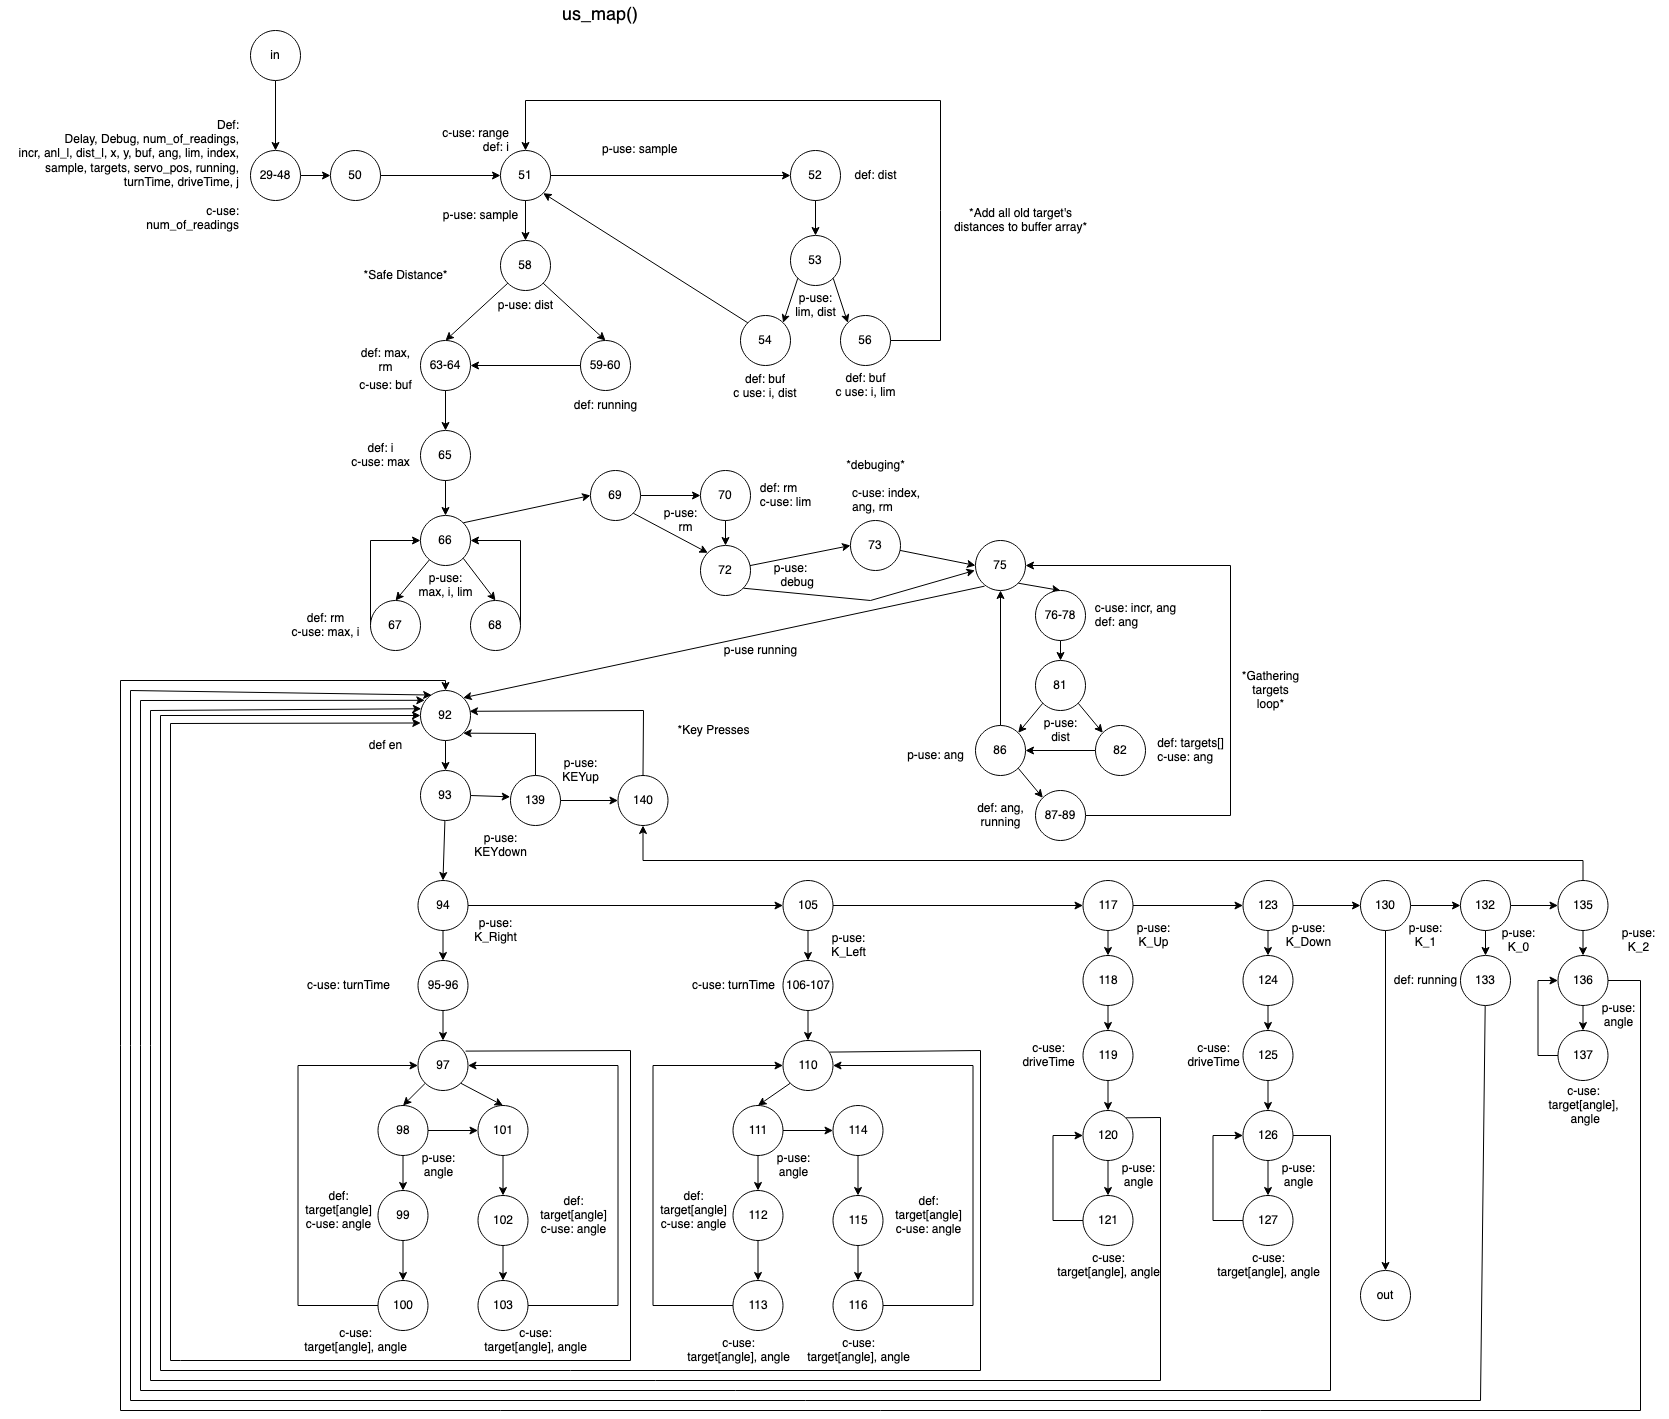 us_map()
in
Def:
Delay, Debug, num_of_readings,
incr, anl_l, dist_l, x, y, buf, ang, lim, index,
sample, targets, servo_pos, running,
turnTime, driveTime, j
c-use:
num_of_readings
29-48
50
c-use: range
def: i
51
p-use: sample
52
def: dist
p-use: sample
*Add all old target's
distances to buffer array*
53
p-use:
lim, dist
54
56
def: buf
c use: i, dist
def: buf
c use: i, lim
58
*Safe Distance*
p-use: dist
def: max,
rm
c-use: buf
63-64
59-60
def: running
def: i
c-use: max
65
66
p-use:
max, i, lim
def: rm
c-use: max, i
67
68
69
70
def: rm
c-use: lim
p-use:
rm
72
*debuging*
c-use: index,
ang, rm
73
p-use:
debug
75
76-78
c-use: incr, ang
def: ang
p-use running
81
p-use:
dist
*Gathering
targets
loop*
p-use: ang
86
82
def: targets[]
c-use: ang
def: ang,
running
87-89
92
def en
*Key Presses
93
139
p-use:
KEYup
140
p-use:
KEYdown
94
p-use:
K_Right
105
p-use:
K_Left
117
p-use:
K_Up
123
p-use:
K_Down
130
p-use:
K_1
132
p-use:
K_0
135
p-use:
K_2
c-use: turnTime
95-96
c-use: turnTime
106-107
118
124
def: running
133
136
p-use:
angle
97
110
c-use:
driveTime
119
c-use:
driveTime
125
137
c-use:
target[angle],
angle
98
101
p-use:
angle
111
114
p-use:
angle
120
p-use:
angle
126
p-use:
angle
def:
target[angle]
c-use: angle
99
102
def:
target[angle]
c-use: angle
def:
target[angle]
c-use: angle
112
115
def:
target[angle]
c-use: angle
121
c-use:
target[angle], angle
127
c-use:
target[angle], angle
100
103
113
116
out
c-use:
target[angle], angle
c-use:
target[angle], angle
c-use:
target[angle], angle
c-use:
target[angle], angle